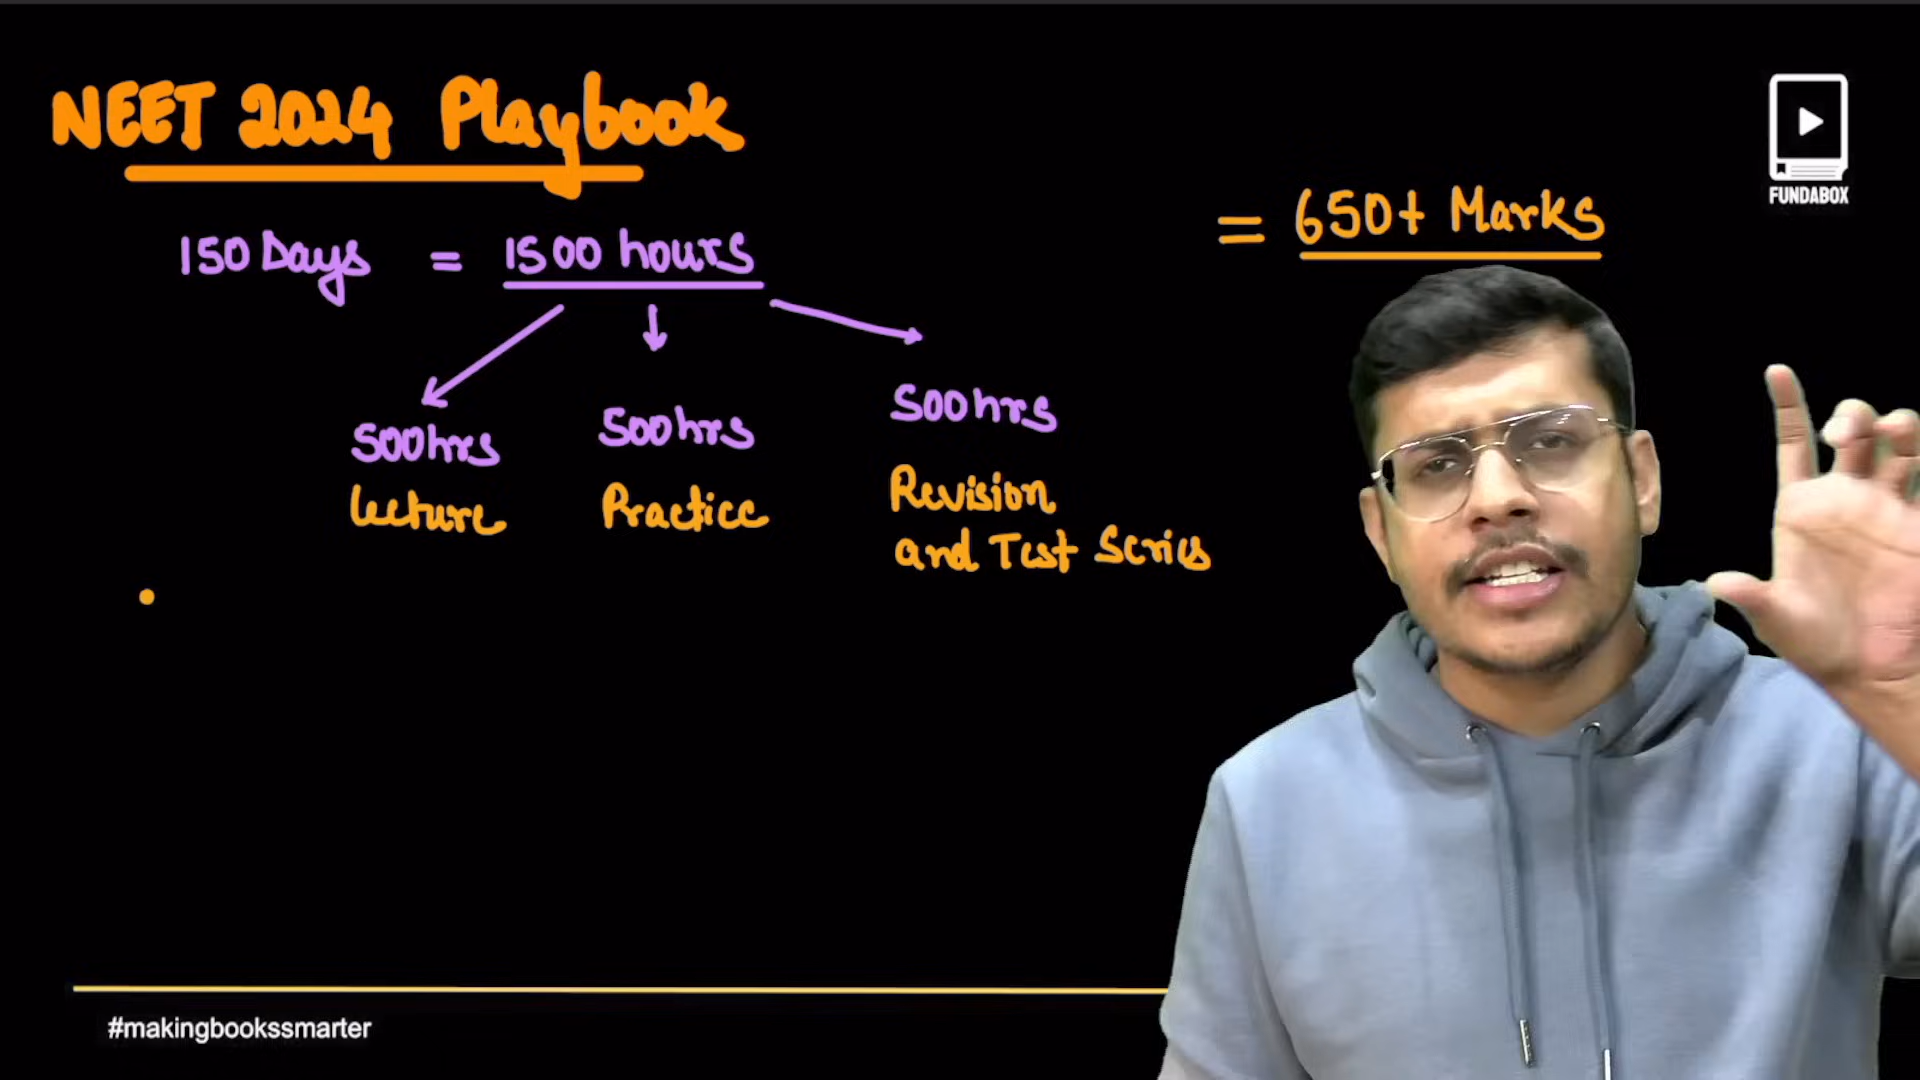 NEET 2024 Playbook
FUNDABOX
= 650+ Marks
150 Days = 1500 hours
500hrs
Lecture
500hrs
Practice
500hrs
Revision
and Test Series
#makingbookssmarter